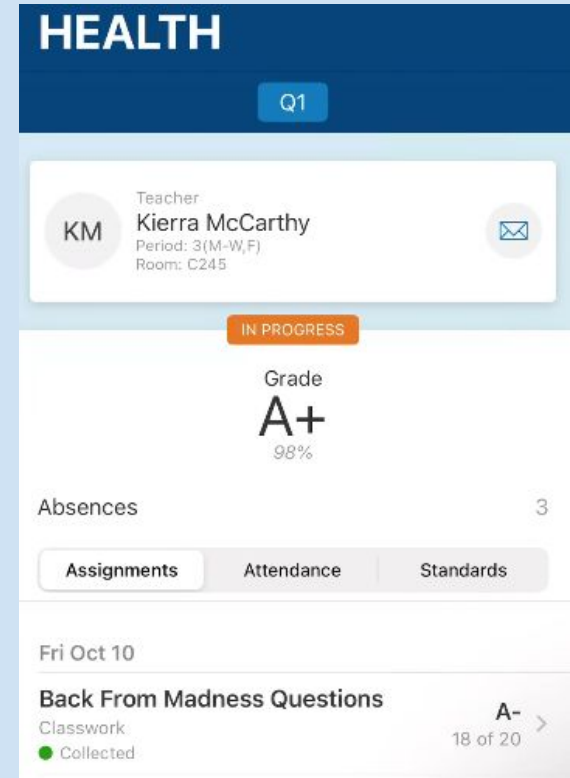 HEALTH
Q1
KM
Teacher
Kierra McCarthy
Period: 3(M-W,F)
Room: C245
IN PROGRESS
Grade
A+
98%
Absences 3
Assignments Attendance Standards
Fri Oct 10
Back From Madness Questions
Classwork
Collected
A-
18 of 20